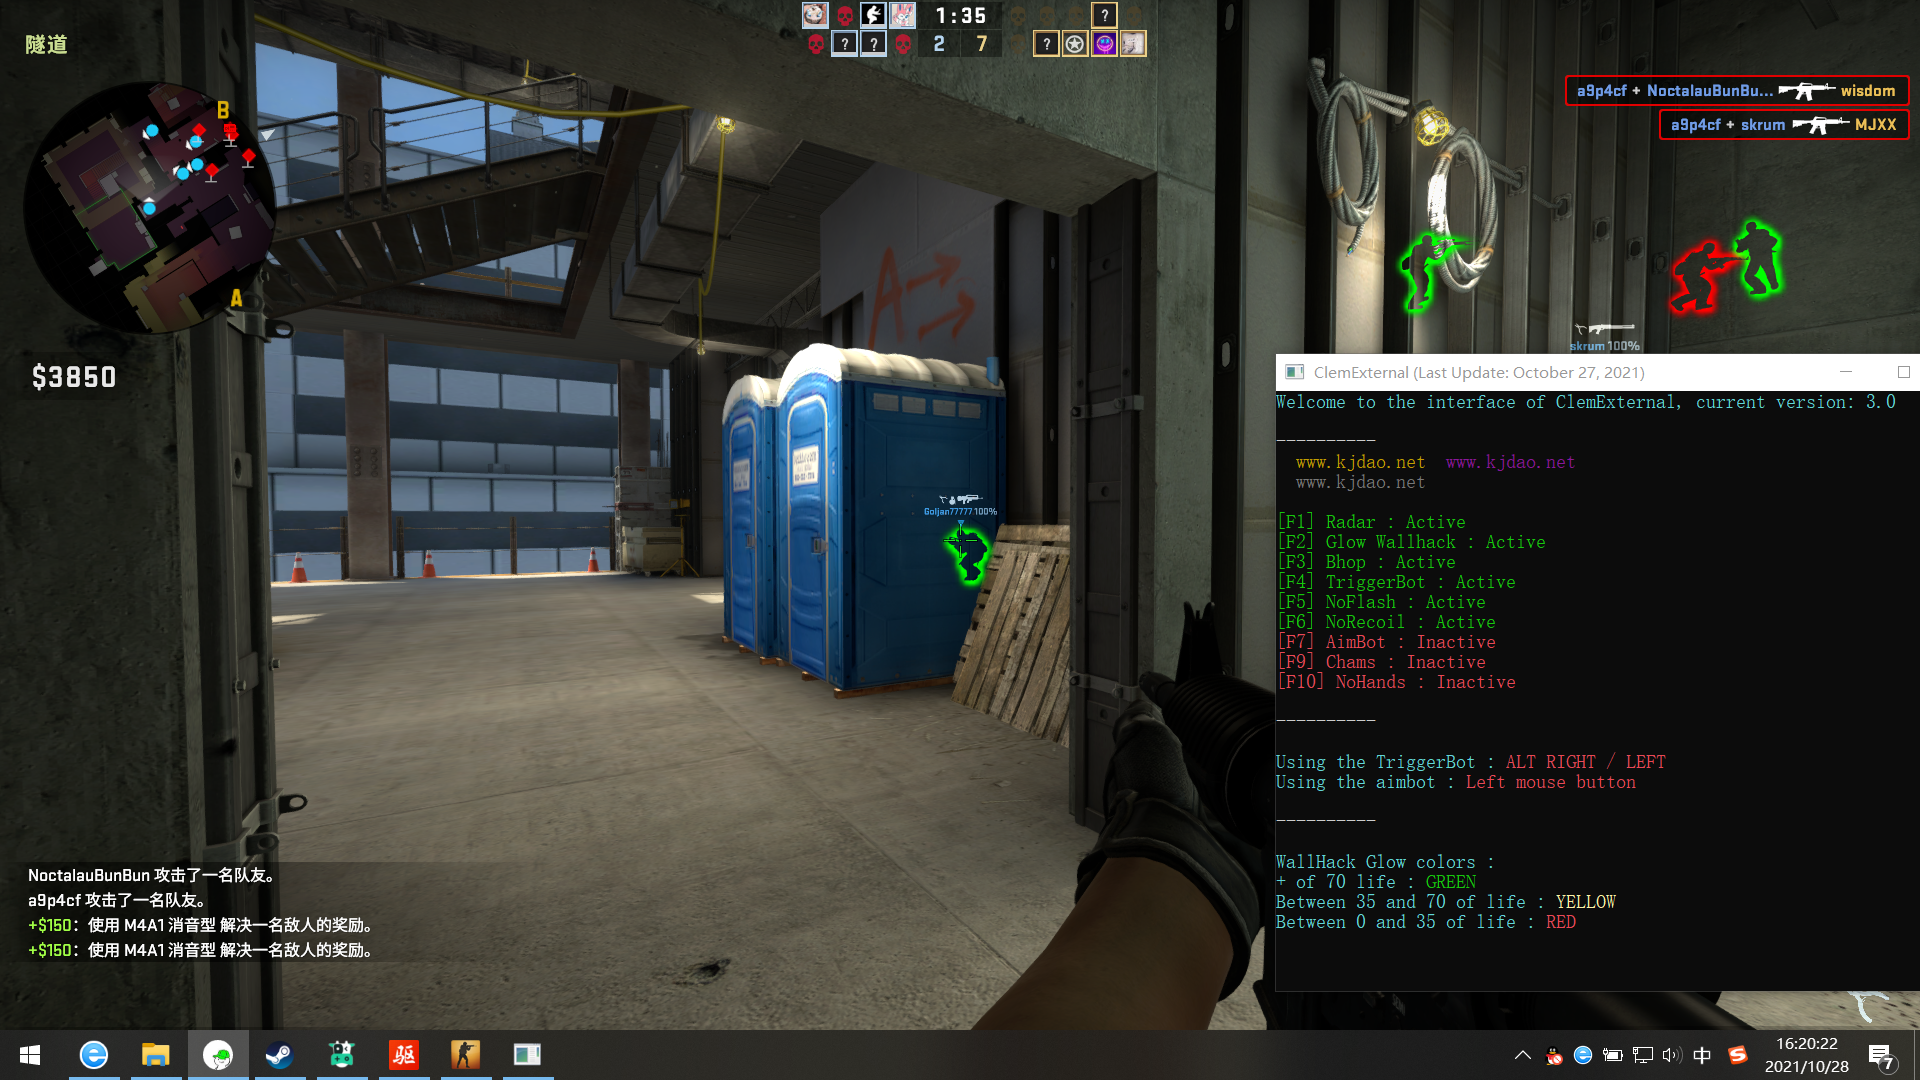 隧道
1:35
2 7
B
A
$3850
a9p4cf + NoctalauBunBu... wisdom
a9p4cf + skrum MJXX
A
skrum 100%
Goljan77777 100%
ClemExternal (Last Update: October 27, 2021)
Welcome to the interface of ClemExternal, current version: 3.0
----------
www.kjdao.net www.kjdao.net
www.kjdao.net
[F1] Radar : Active
[F2] Glow Wallhack : Active
[F3] Bhop : Active
[F4] TriggerBot : Active
[F5] NoFlash : Active
[F6] NoRecoil : Active
[F7] AimBot : Inactive
[F9] Chams : Inactive
[F10] NoHands : Inactive
----------
Using the TriggerBot : ALT RIGHT / LEFT
Using the aimbot : Left mouse button
----------
WallHack Glow colors :
+ of 70 life : GREEN
Between 35 and 70 of life : YELLOW
Between 0 and 35 of life : RED
NoctalauBunBun 攻击了一名队友。
a9p4cf 攻击了一名队友。
+$150：使用 M4A1 消音型 解决一名敌人的奖励。
+$150：使用 M4A1 消音型 解决一名敌人的奖励。
驱
中
16:20:22
2021/10/28
7